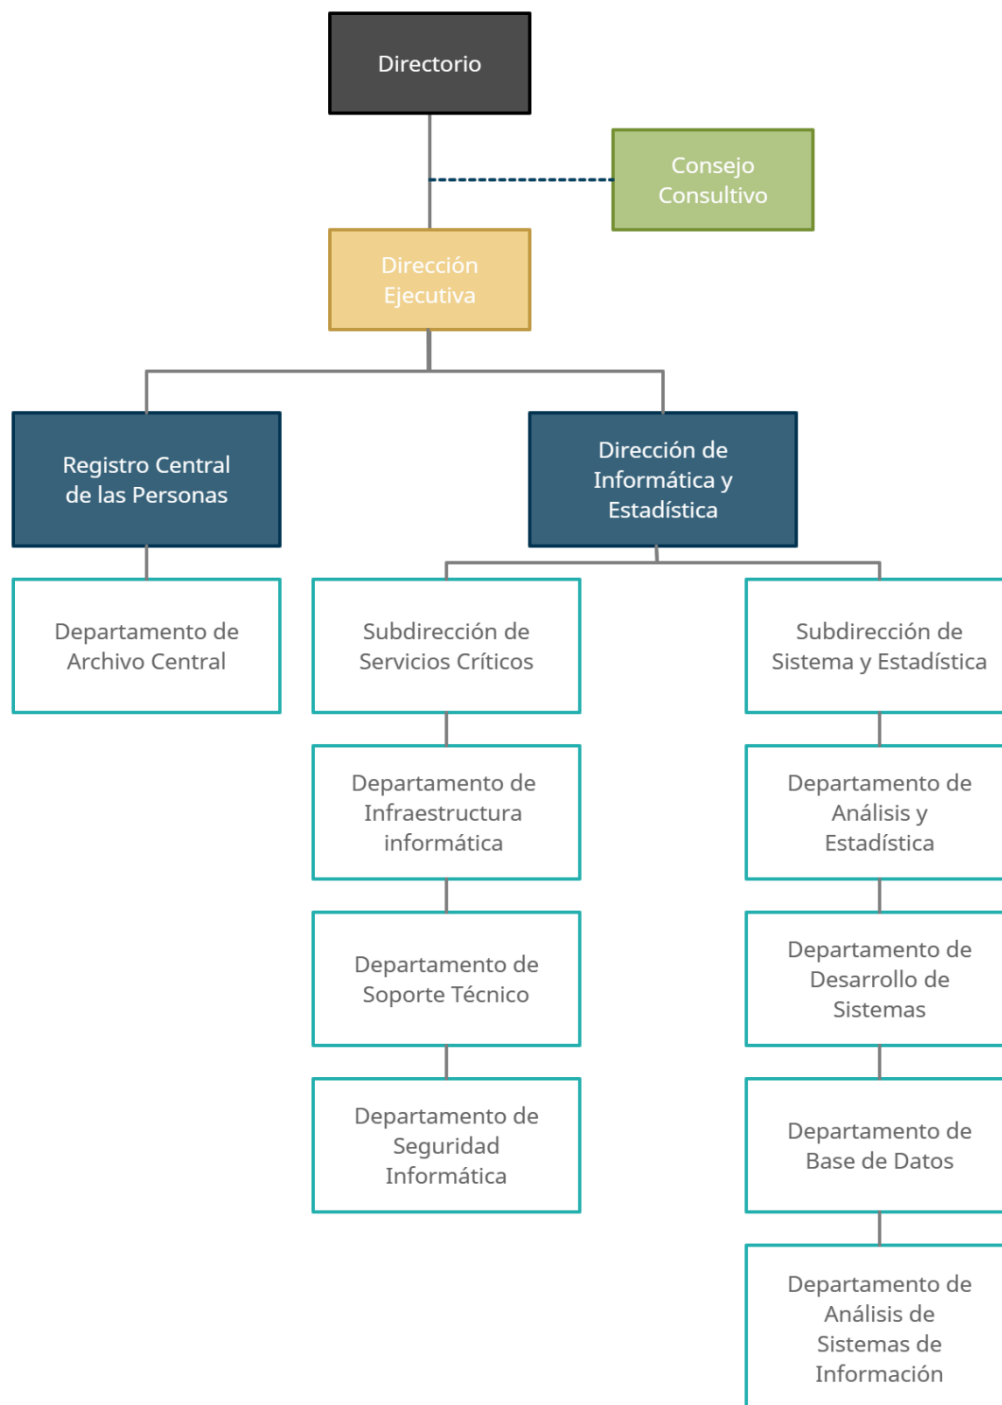 Directorio
Consejo
Consultivo
Dirección
Ejecutiva
Registro Central
de las Personas
Dirección de
Informática y
Estadística
Departamento de
Archivo Central
Subdirección de
Servicios Críticos
Subdirección de
Sistema y Estadística
Departamento de
Infraestructura
informática
Departamento de
Análisis y
Estadística
Departamento de
Soporte Técnico
Departamento de
Desarrollo de
Sistemas
Departamento de
Seguridad
Informática
Departamento de
Base de Datos
Departamento de
Análisis de
Sistemas de
Información